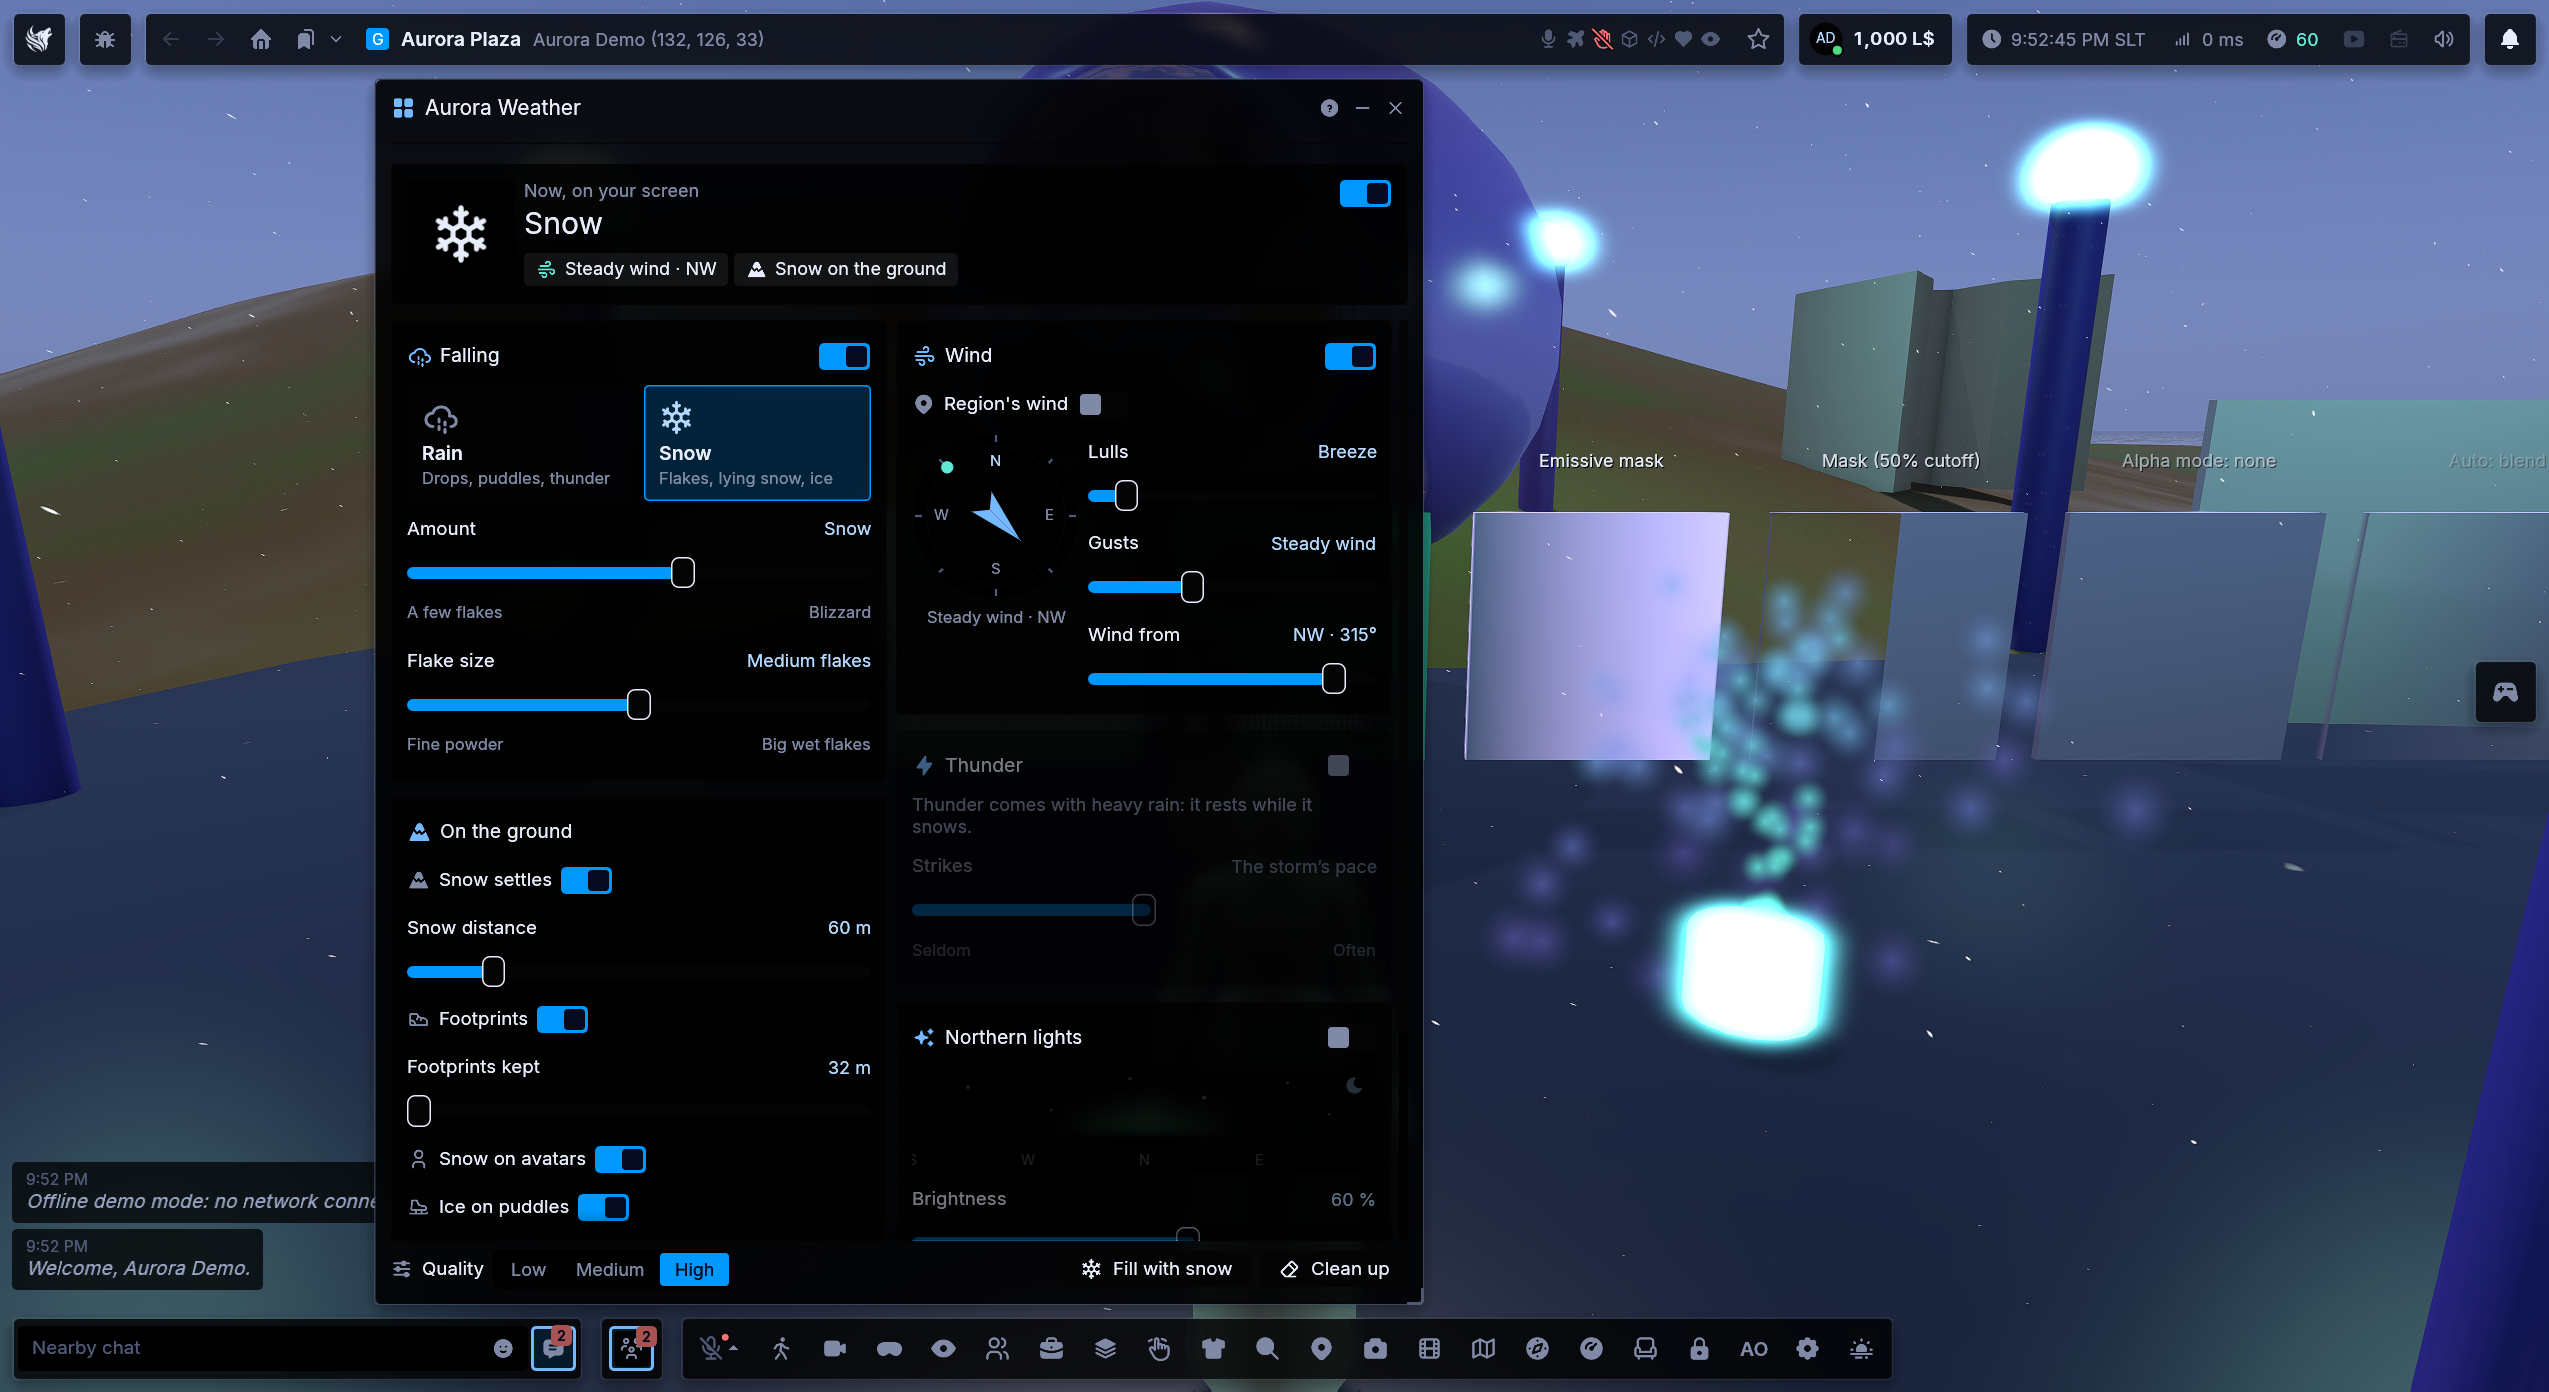 G Aurora Plaza Aurora Demo (132, 126, 33)
AD 1,000 L$
9:52:45 PM SLT 0 ms 60
Aurora Weather
Now, on your screen
Snow
Steady wind · NW
Snow on the ground
Falling
Rain
Drops, puddles, thunder
Snow
Flakes, lying snow, ice
Amount Snow
A few flakes Blizzard
Flake size Medium flakes
Fine powder Big wet flakes
On the ground
Snow settles
Snow distance 60 m
Footprints
Footprints kept 32 m
Snow on avatars
Ice on puddles
Wind
Region's wind
N
W E
S
Steady wind · NW
Lulls Breeze
Gusts Steady wind
Wind from NW · 315°
Thunder
Thunder comes with heavy rain: it rests while it
snows.
Strikes The storm's pace
Seldom Often
Northern lights
S W N E
Brightness 60 %
Quality Low Medium High
Fill with snow
Clean up
Emissive mask
Mask (50% cutoff)
Alpha mode: none
Auto: blend
9:52 PM
Offline demo mode: no network conne
9:52 PM
Welcome, Aurora Demo.
Nearby chat
2
2
AO